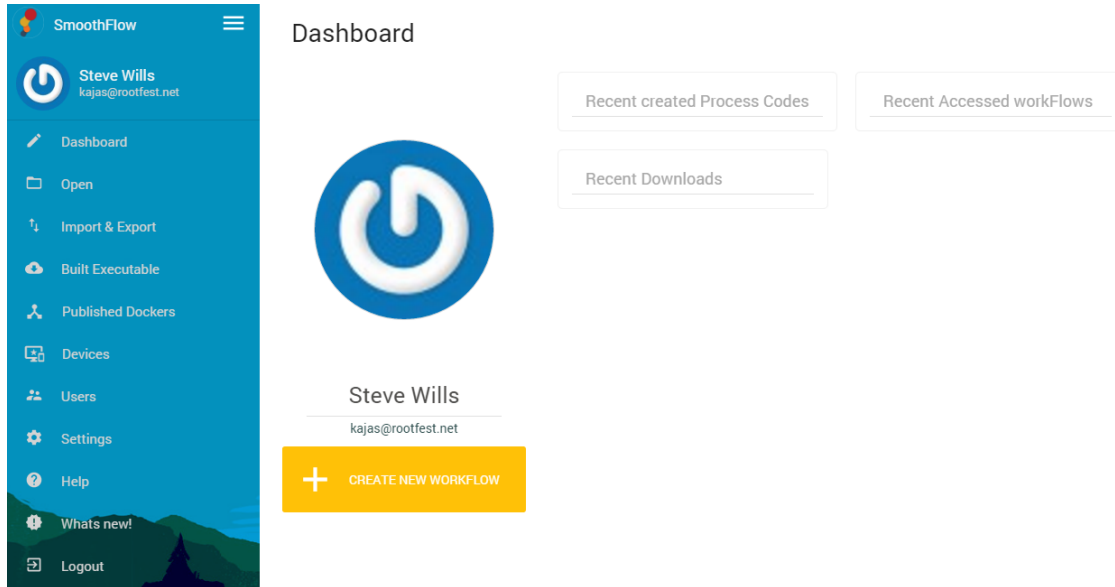 SmoothFlow
Steve Wills
kajas@rootfest.net
Dashboard
Open
Import & Export
Built Executable
Published Dockers
Devices
Users
Settings
Help
Whats new!
Logout
Dashboard
Steve Wills
kajas@rootfest.net
CREATE NEW WORKFLOW
Recent created Process Codes
Recent Accessed workFlows
Recent Downloads